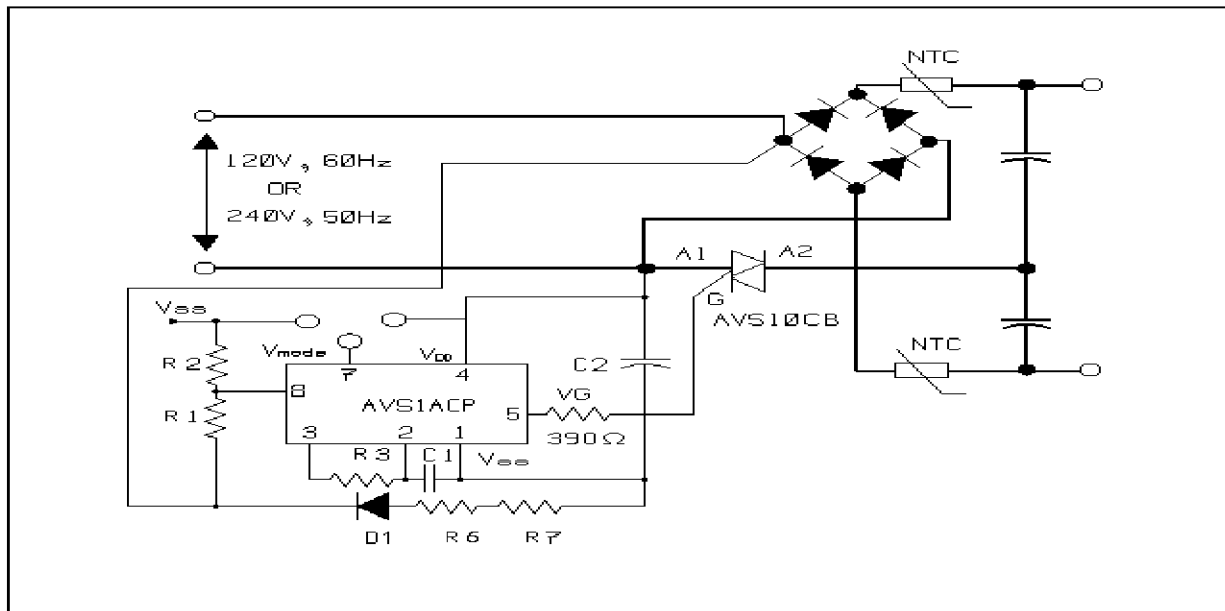 NTC
120V, 60Hz
OR
240V, 50Hz
A1
A2
G
AVS10CB
Vss
Vmode
VDD
R2
7
4
C2
NTC
8
AVS1ACP
VG
R1
5
3
2
1
390Ω
R3
C1
Vss
D1
R6
R7